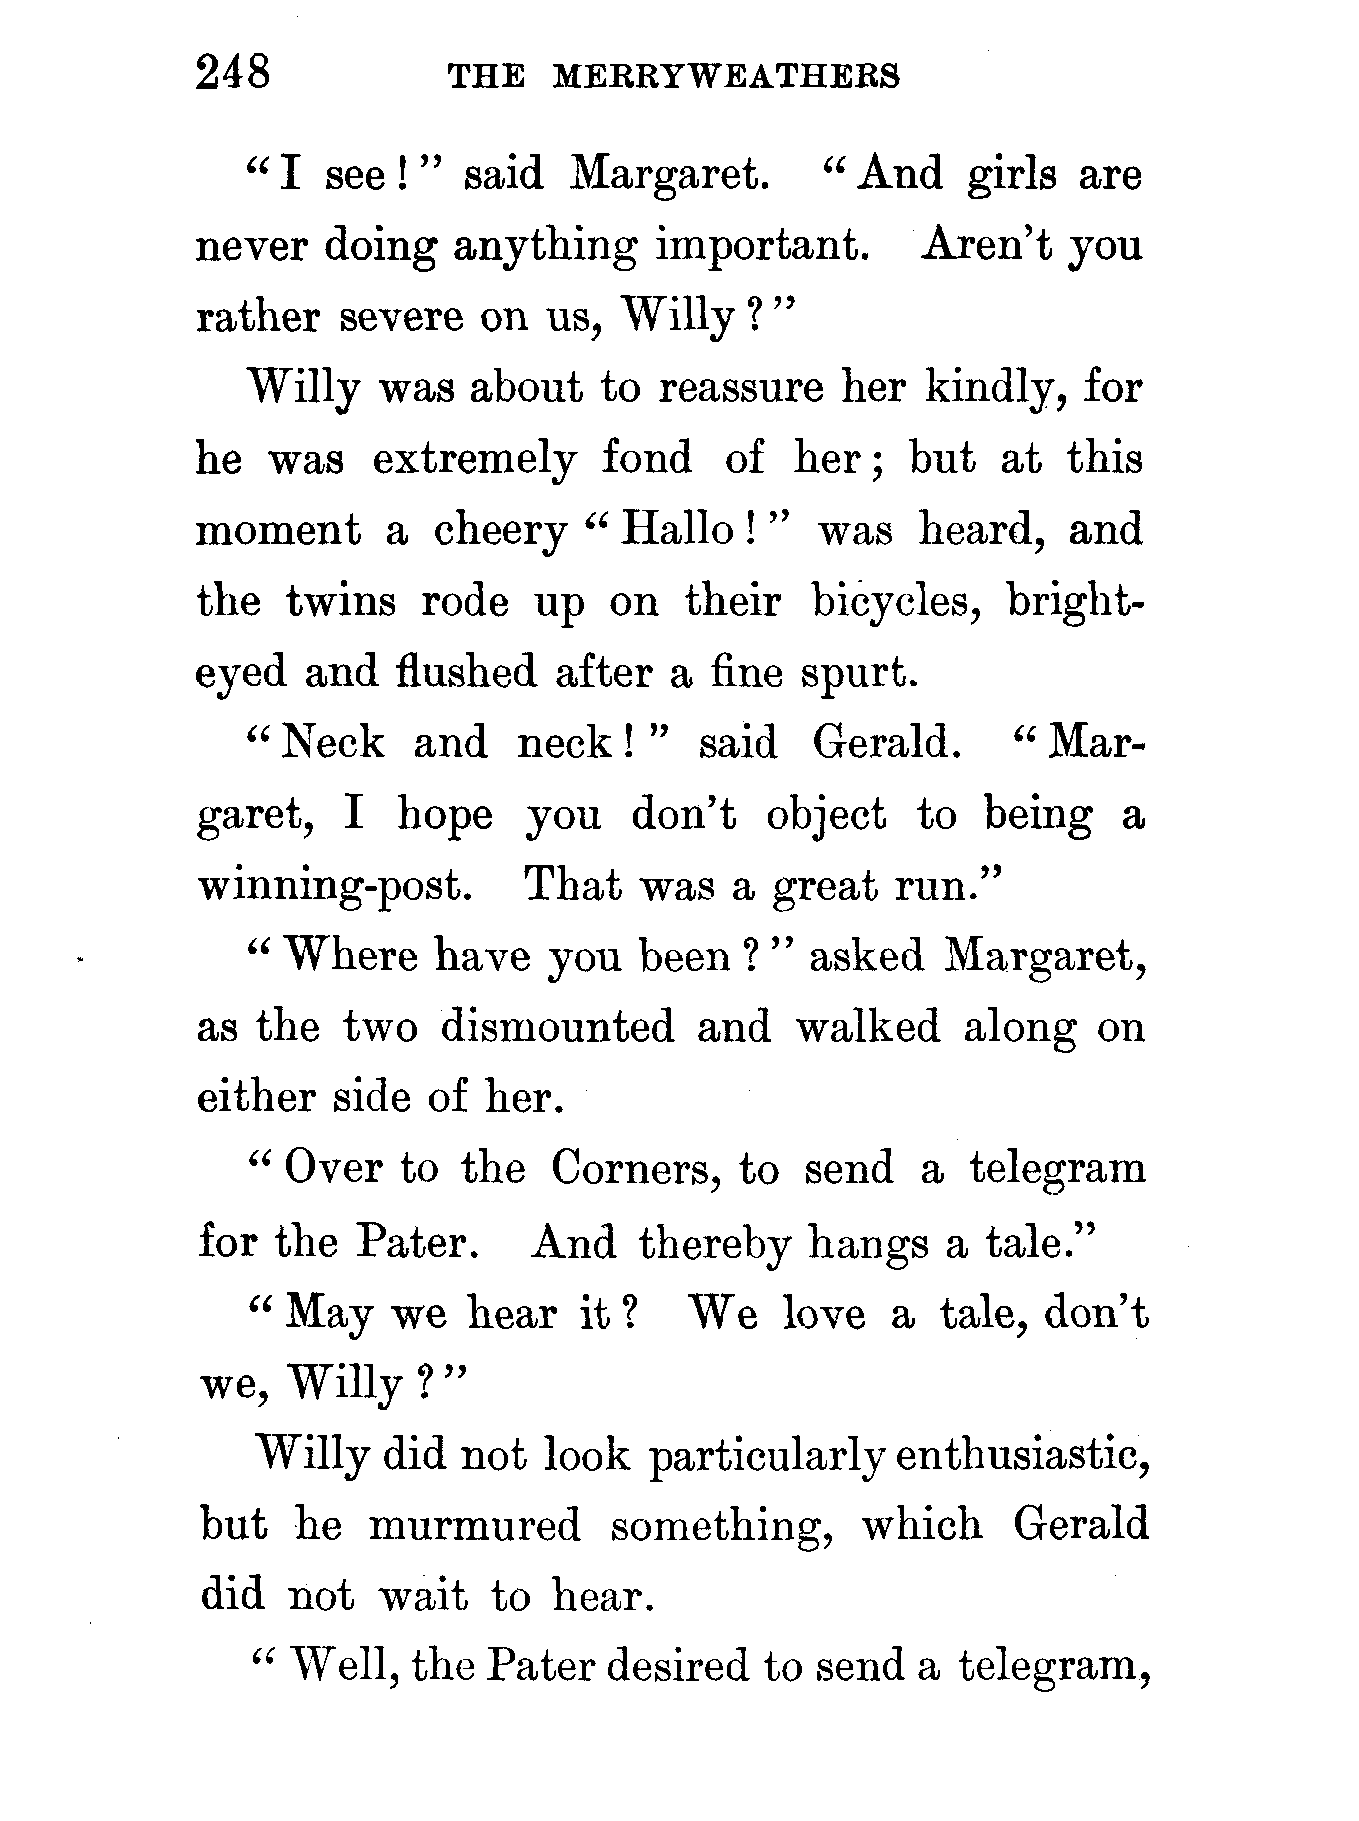 248 THE MERRYWEATHERS
“I see!” said Margaret. “And girls are
never doing anything important. Aren’t you
rather severe on us, Willy?”
Willy was about to reassure her kindly, for
he was extremely fond of her; but at this
moment a cheery “Hallo!” was heard, and
the twins rode up on their bicycles, bright-
eyed and flushed after a fine spurt.
“Neck and neck!” said Gerald. “Mar-
garet, I hope you don’t object to being a
winning-post. That was a great run.”
“Where have you been?” asked Margaret,
as the two dismounted and walked along on
either side of her.
“Over to the Corners, to send a telegram
for the Pater. And thereby hangs a tale.”
“May we hear it? We love a tale, don’t
we, Willy?”
Willy did not look particularly enthusiastic,
but he murmured something, which Gerald
did not wait to hear.
“Well, the Pater desired to send a telegram,